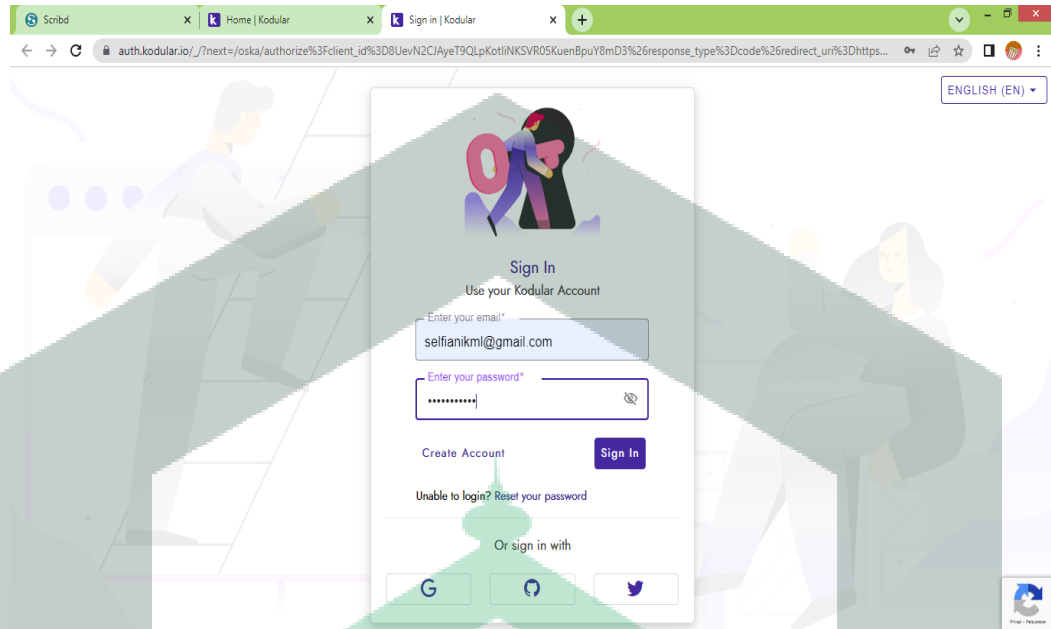 Scribd
Home | Kodular
Sign in | Kodular
auth.kodular.io/_/?next=/oska/authorize%3Fclient_id%3D8UevN2CJAyeT9QLpKotliNKSVR05KuenBpuY8mD3%26response_type%3Dcode%26redirect_uri%3Dhttps...
ENGLISH (EN)
Sign In
Use your Kodular Account
Enter your email*
selfianikml@gmail.com
Enter your password*
•••••••••••
Create Account
Sign In
Unable to login? Reset your password
Or sign in with